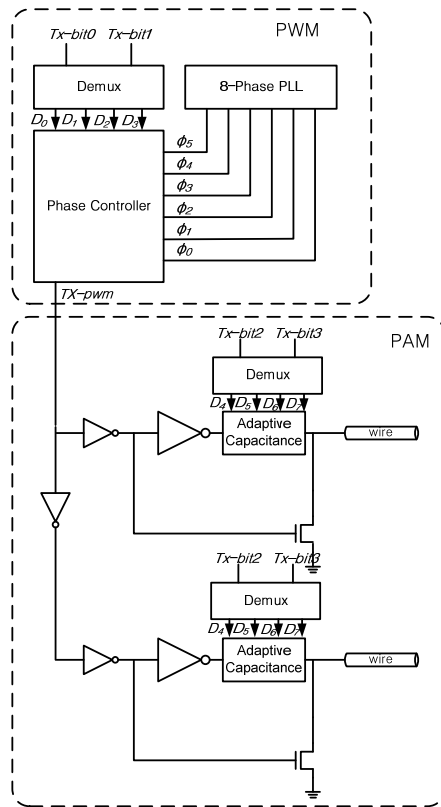 PWM
Tx-bit0 Tx-bit1
Demux
8-Phase PLL
D0 D1 D2 D3
ϕ5
ϕ4
ϕ3
ϕ2
ϕ1
ϕ0
Phase Controller
TX-pwm
PAM
Tx-bit2 Tx-bit3
Demux
D4 D5 D6 D7
Adaptive
Capacitance
wire
Tx-bit2 Tx-bit3
Demux
D4 D5 D6 D7
Adaptive
Capacitance
wire